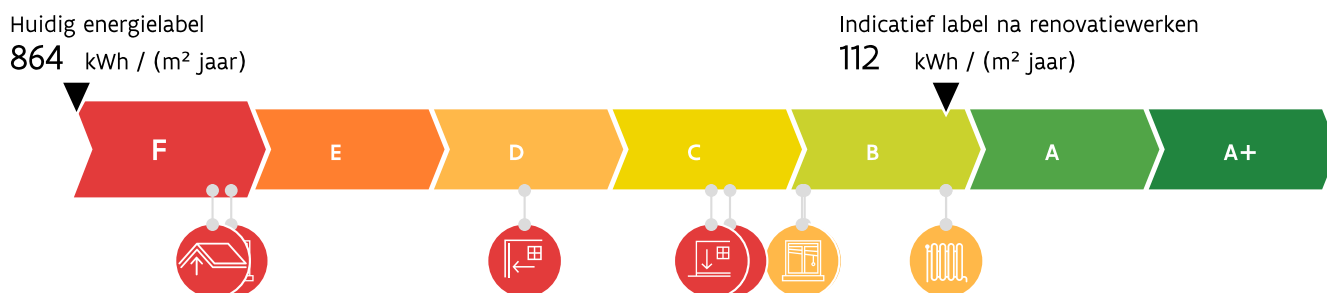 Huidig energielabel
864 kWh / (m² jaar)
Indicatief label na renovatiewerken
112 kWh / (m² jaar)
F E D C B A A+